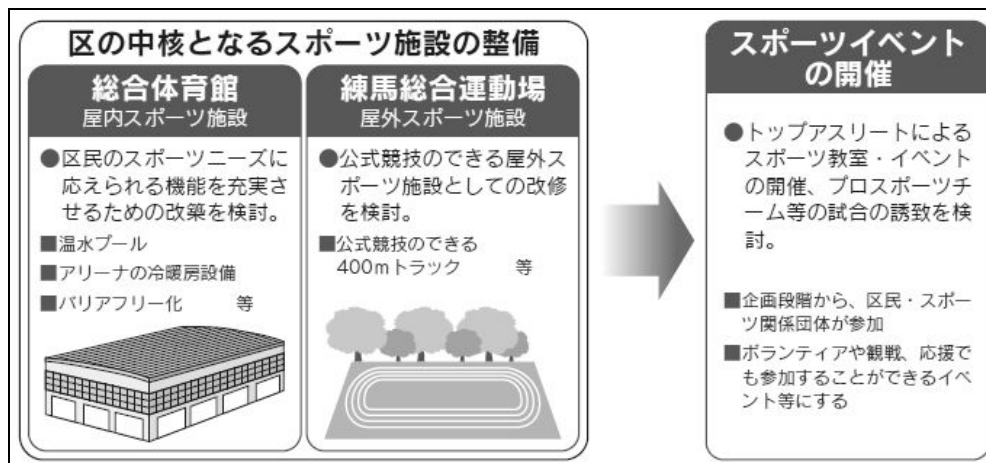 区の中核となるスポーツ施設の整備
総合体育館
屋内スポーツ施設
●区民のスポーツニーズに
応えられる機能を充実さ
せるための改築を検討。
■温水プール
■アリーナの冷暖房設備
■バリアフリー化 等
練馬総合運動場
屋外スポーツ施設
●公式競技のできる屋外ス
ポーツ施設としての改修
を検討。
■公式競技のできる
400mトラック 等
スポーツイベント
の開催
●トップアスリートによる
スポーツ教室・イベント
の開催、プロスポーツチ
ーム等の試合の誘致を検
討。
■企画段階から、区民・スポー
ツ関係団体が参加
■ボランティアや観戦、応援で
も参加することができるイベ
ント等にする